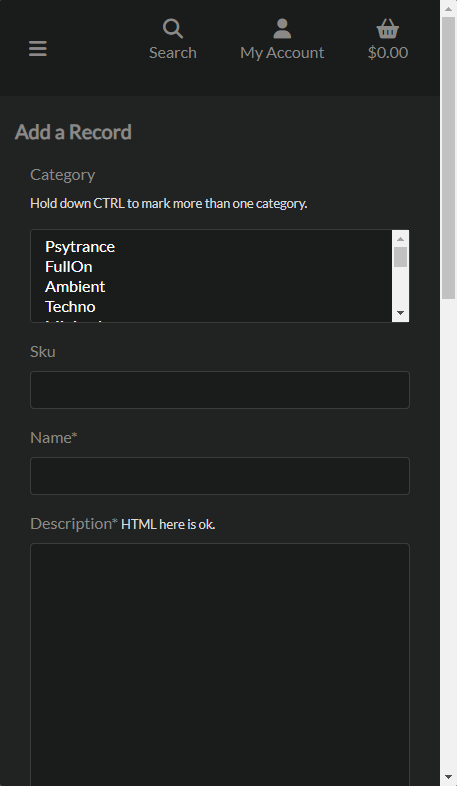 Search
My Account
$0.00
Add a Record
Category
Hold down CTRL to mark more than one category.
Psytrance
FullOn
Ambient
Techno
Sku
Name*
Description* HTML here is ok.